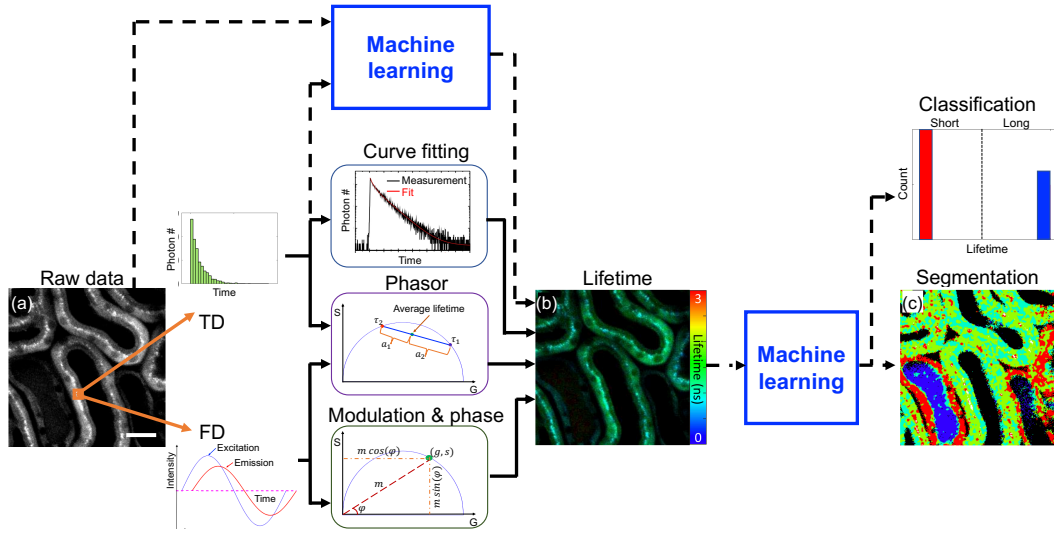 Machine
learning
Curve fitting
Photon #
Measurement
Fit
Time
Photon #
Time
Raw data
(a)
TD
FD
Excitation
Emission
Intensity
Time
Phasor
S
Average lifetime
τ₂
τ₁
a₁
a₂
G
Modulation & phase
S
m cos(φ)
(g, s)
m
m sin(φ)
φ
G
Lifetime
(b)
3
Lifetime (ns)
0
Machine
learning
Classification
Short
Long
Count
Lifetime
Segmentation
(c)